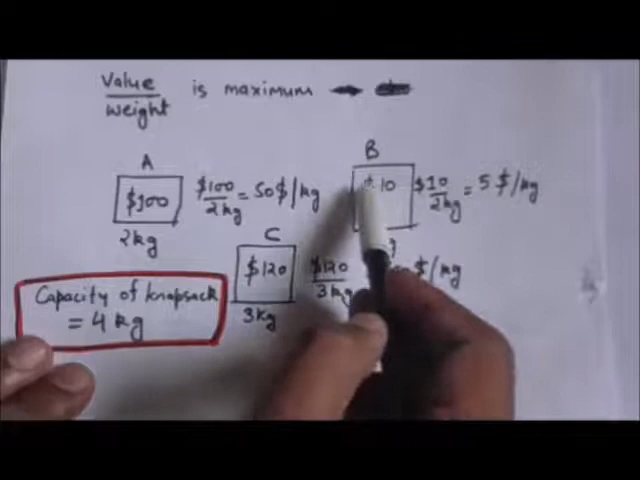 Value
weight is maximum
A
$100 $100/2kg = 50$/kg
2kg
B
$10 $10/2kg = 5$/kg
C
$120 $120/3kg $/kg
3kg
Capacity of knapsack
= 4 kg